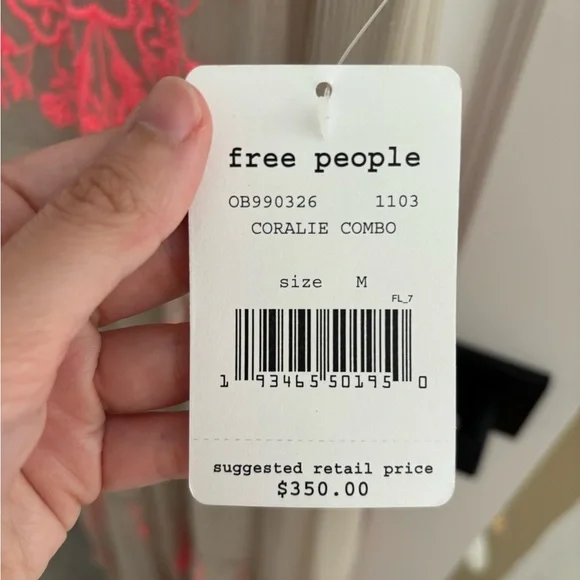 free people
OB990326 1103
CORALIE COMBO
size M
FL_7
1 93465 50195 0
suggested retail price
$350.00